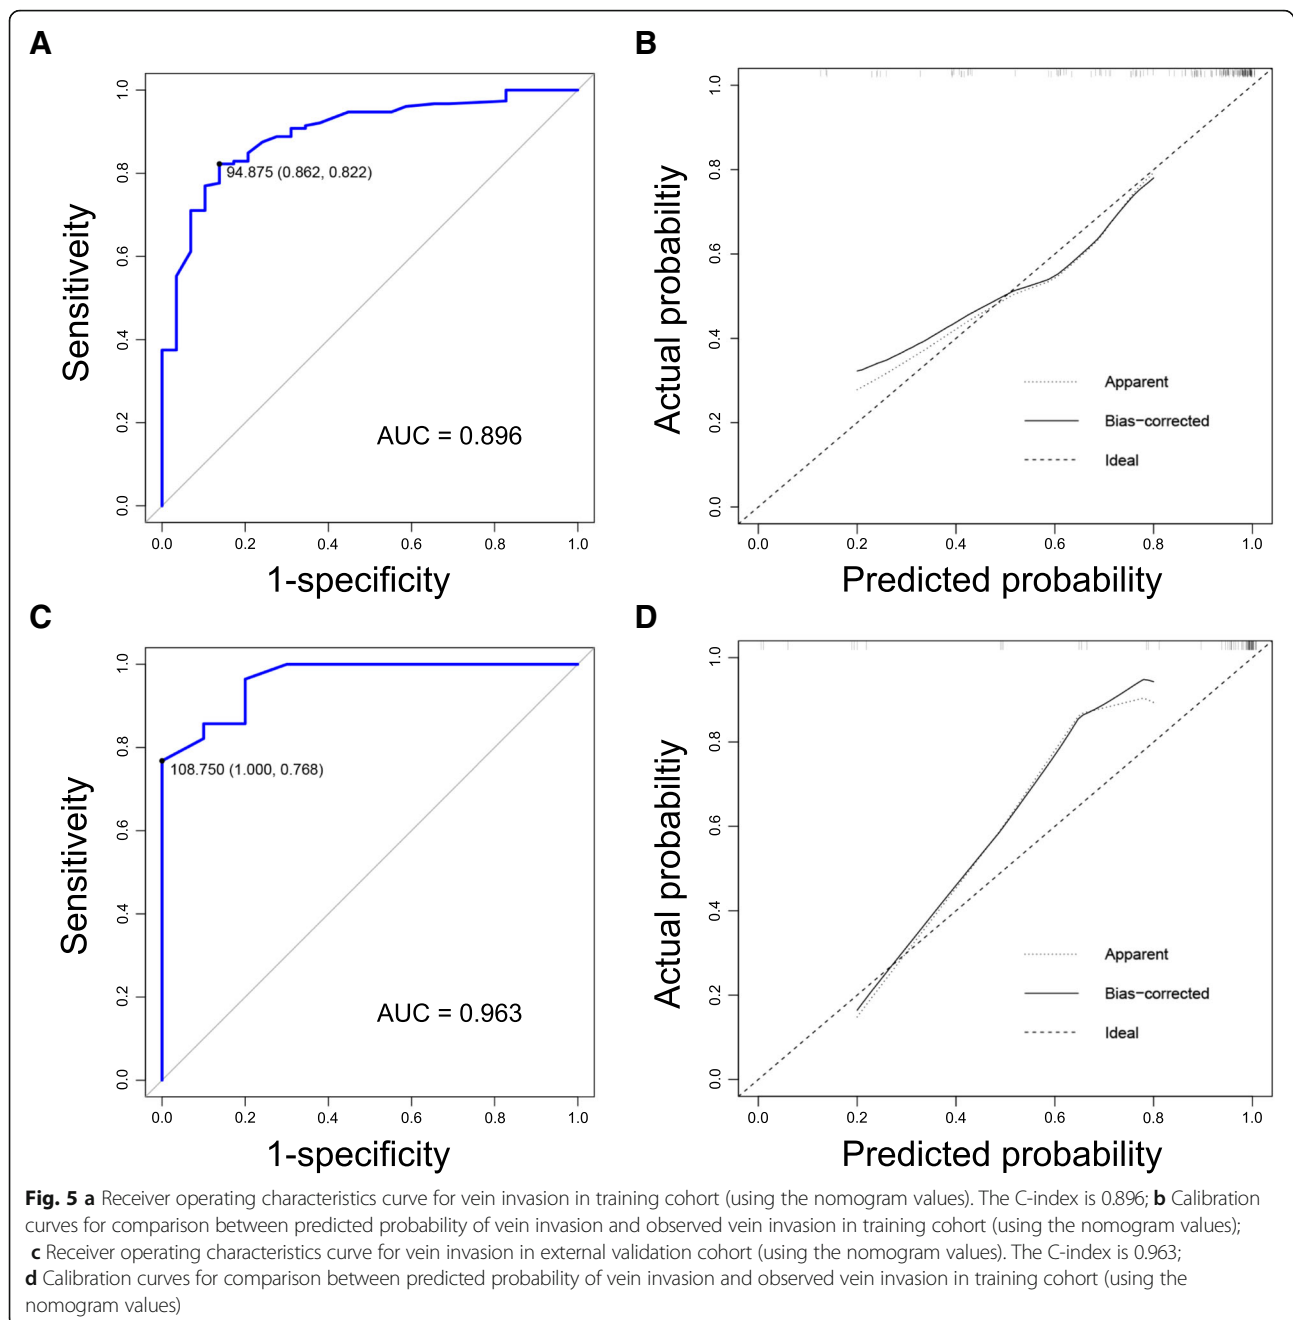 A
Sensitiveity
1.0
0.8
0.6
0.4
0.2
0.0
94.875 (0.862, 0.822)
AUC = 0.896
0.0 0.2 0.4 0.6 0.8 1.0
1-specificity
B
Actual probabiltiy
1.0
0.8
0.6
0.4
0.2
0.0
Apparent
Bias-corrected
Ideal
0.0 0.2 0.4 0.6 0.8 1.0
Predicted probability
C
Sensitiveity
1.0
0.8
0.6
0.4
0.2
0.0
108.750 (1.000, 0.768)
AUC = 0.963
0.0 0.2 0.4 0.6 0.8 1.0
1-specificity
D
Actual probabiltiy
1.0
0.8
0.6
0.4
0.2
0.0
Apparent
Bias-corrected
Ideal
0.0 0.2 0.4 0.6 0.8 1.0
Predicted probability
Fig. 5 a Receiver operating characteristics curve for vein invasion in training cohort (using the nomogram values). The C-index is 0.896; b Calibration
curves for comparison between predicted probability of vein invasion and observed vein invasion in training cohort (using the nomogram values);
c Receiver operating characteristics curve for vein invasion in external validation cohort (using the nomogram values). The C-index is 0.963;
d Calibration curves for comparison between predicted probability of vein invasion and observed vein invasion in training cohort (using the
nomogram values)